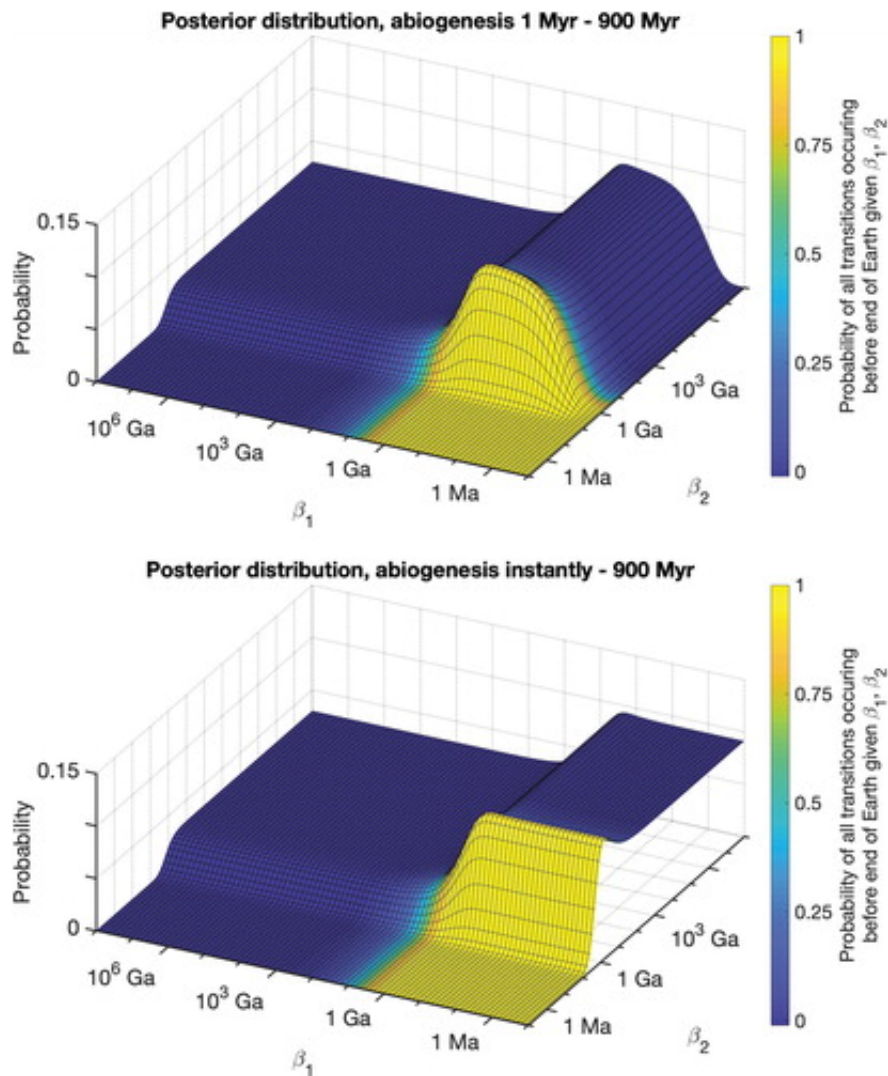 Posterior distribution, abiogenesis 1 Myr - 900 Myr
0.15
0
Probability
10⁶ Ga
10³ Ga
1 Ga
1 Ma
β₁
1 Ma
1 Ga
10³ Ga
β₂
1
0.75
0.5
0.25
0
Probability of all transitions occuring
before end of Earth given β₁, β₂
Posterior distribution, abiogenesis instantly - 900 Myr
0.15
0
Probability
10⁶ Ga
10³ Ga
1 Ga
1 Ma
β₁
1 Ma
1 Ga
10³ Ga
β₂
1
0.75
0.5
0.25
0
Probability of all transitions occuring
before end of Earth given β₁, β₂